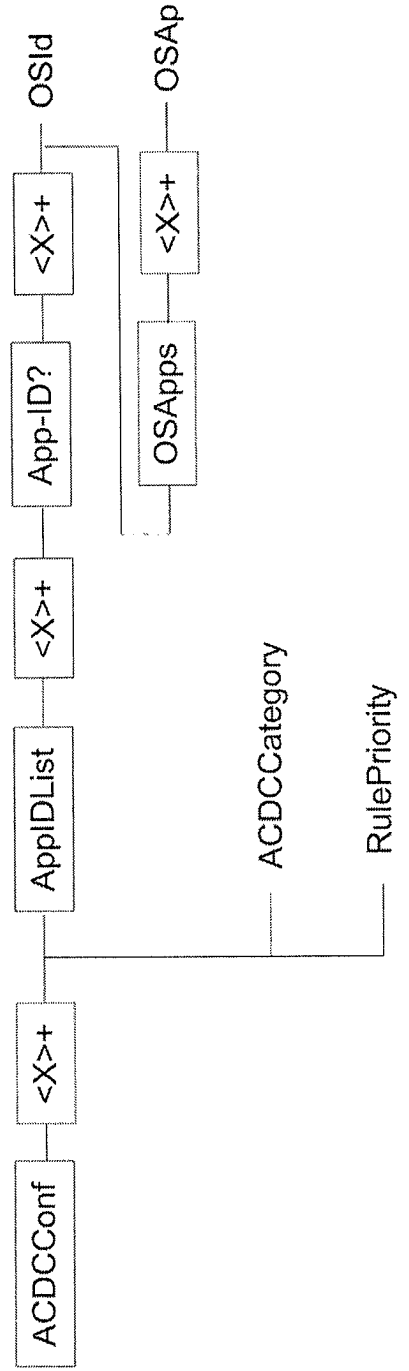 ACDCConf
<X>+
AppIDList
<X>+
App-ID?
<X>+
OSId
OSApps
<X>+
OSAp
ACDCCategory
RulePriority